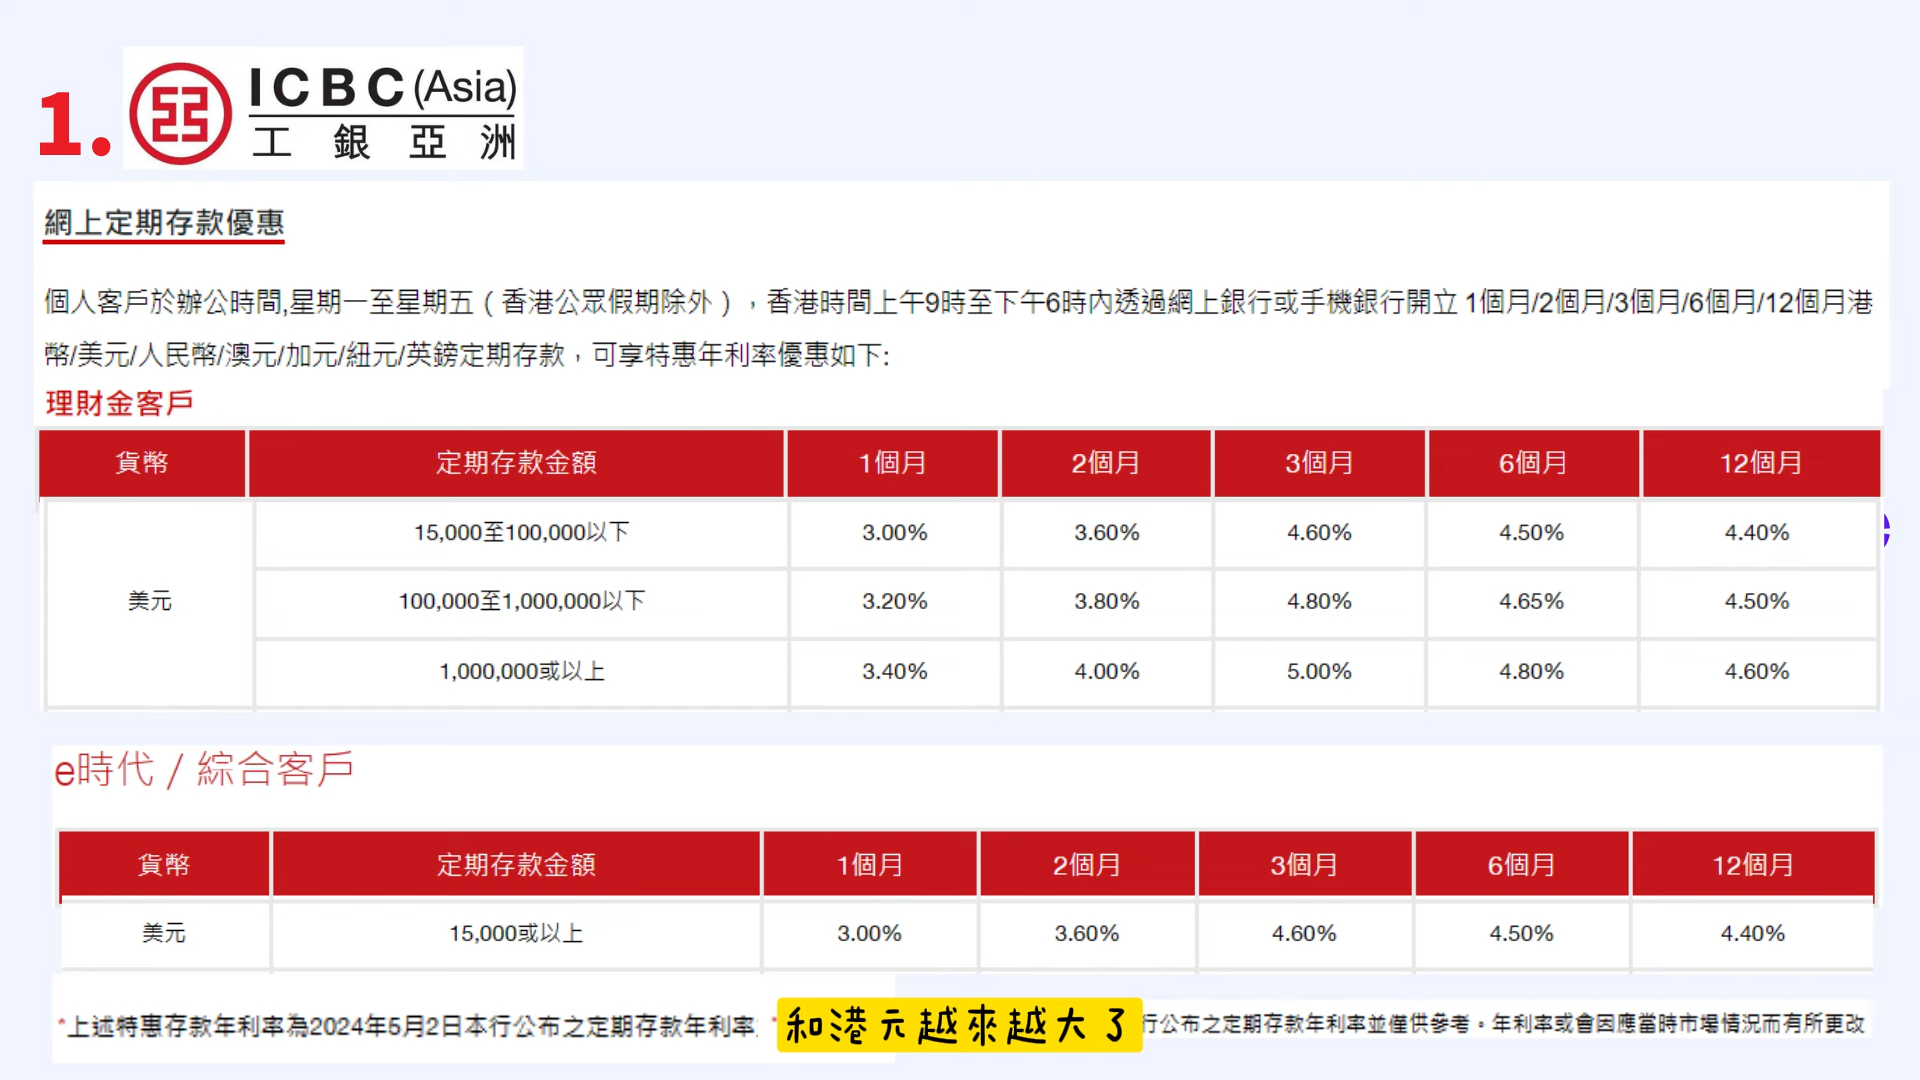 1.
ICBC (Asia)
工銀亞洲
網上定期存款優惠
個人客戶於辦公時間,星期一至星期五（香港公眾假期除外），香港時間上午9時至下午6時內透過網上銀行或手機銀行開立 1個月/2個月/3個月/6個月/12個月港
幣/美元/人民幣/澳元/加元/紐元/英鎊定期存款，可享特惠年利率優惠如下:
理財金客戶
貨幣 定期存款金額 1個月 2個月 3個月 6個月 12個月
15,000至100,000以下 3.00% 3.60% 4.60% 4.50% 4.40%
美元 100,000至1,000,000以下 3.20% 3.80% 4.80% 4.65% 4.50%
1,000,000或以上 3.40% 4.00% 5.00% 4.80% 4.60%
e時代 / 綜合客戶
貨幣 定期存款金額 1個月 2個月 3個月 6個月 12個月
美元 15,000或以上 3.00% 3.60% 4.60% 4.50% 4.40%
*上述特惠存款年利率為2024年5月2日本行公布之定期存款年利率
和港元越來越大了
行公布之定期存款年利率並僅供參考。年利率或會因應當時市場情況而有所更改